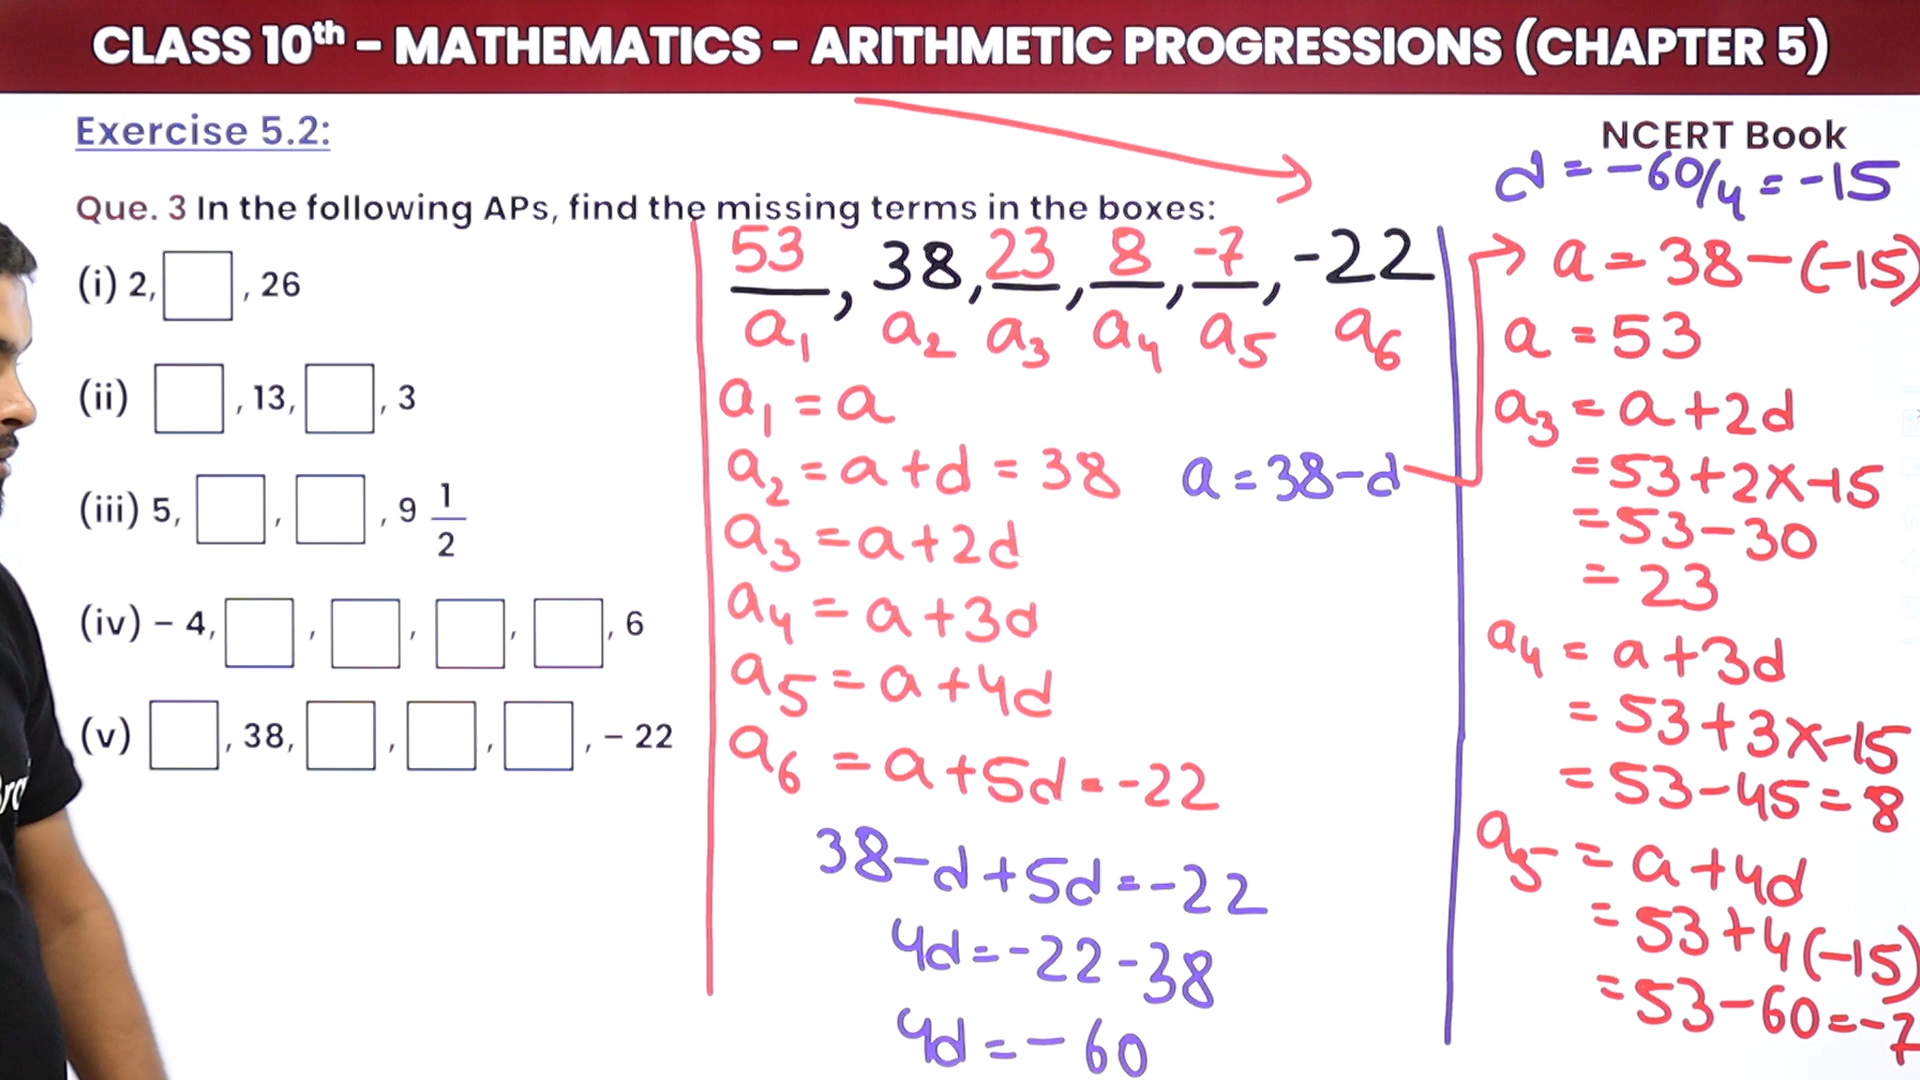 CLASS 10th – MATHEMATICS – ARITHMETIC PROGRESSIONS (CHAPTER 5)
Exercise 5.2:
NCERT Book
Que. 3 In the following APs, find the missing terms in the boxes:
(i) 2, □ , 26
(ii) □ , 13, □ , 3
(iii) 5, □ , □ , 9 1/2
(iv) – 4, □ , □ , □ , □ , 6
(v) □ , 38, □ , □ , □ , – 22
53 , 38, 23 , 8 , -7 , -22
a₁ a₂ a₃ a₄ a₅ a₆
a₁ = a
a₂ = a + d = 38 a = 38 - d
a₃ = a + 2d
a₄ = a + 3d
a₅ = a + 4d
a₆ = a + 5d = -22
38 - d + 5d = -22
4d = -22 - 38
4d = - 60
d = -60/4 = -15
a = 38 - (-15)
a = 53
a₃ = a + 2d
= 53 + 2x-15
= 53 - 30
= 23
a₄ = a + 3d
= 53 + 3x-15
= 53 - 45 = 8
a₅ = a + 4d
= 53 + 4(-15)
= 53 - 60 = -7